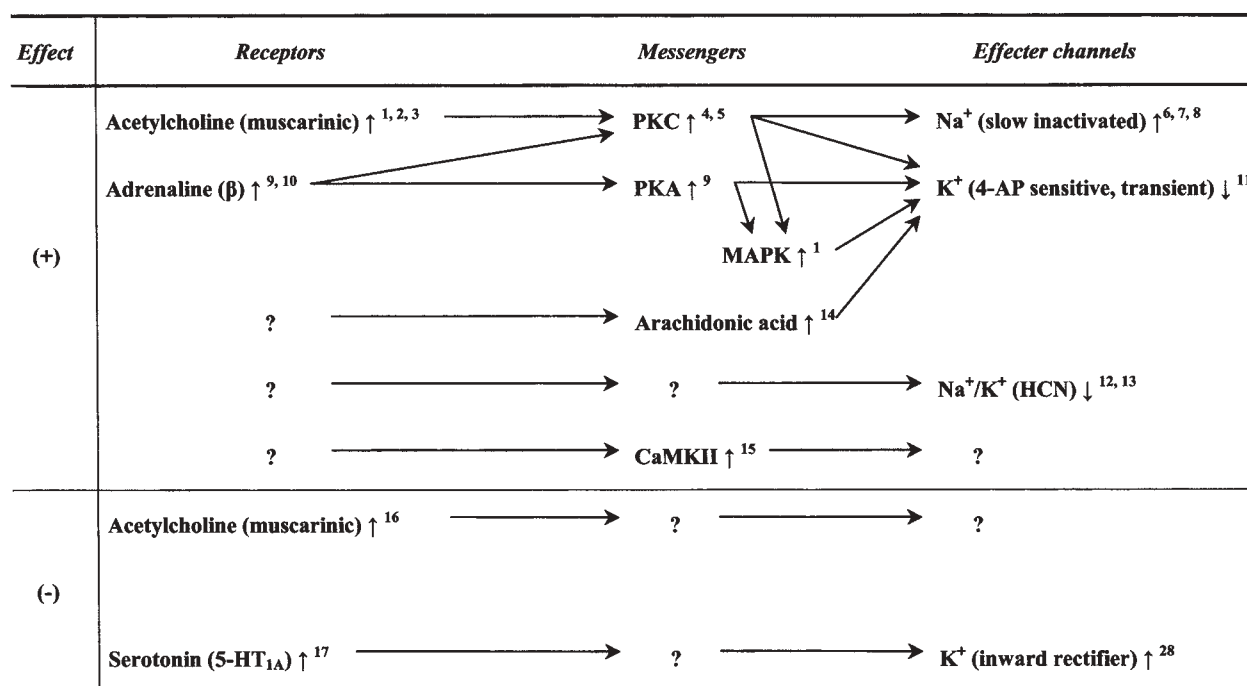 Effect Receptors Messengers Effecter channels
Acetylcholine (muscarinic) ↑ 1, 2, 3 PKC ↑ 4, 5 Na+ (slow inactivated) ↑ 6, 7, 8
Adrenaline (β) ↑ 9, 10 PKA ↑ 9 K+ (4-AP sensitive, transient) ↓ 11
(+) MAPK ↑ 1
? Arachidonic acid ↑ 14
? ? Na+/K+ (HCN) ↓ 12, 13
? CaMKII ↑ 15 ?
Acetylcholine (muscarinic) ↑ 16 ? ?
(-)
Serotonin (5-HT1A) ↑ 17 ? K+ (inward rectifier) ↑ 28